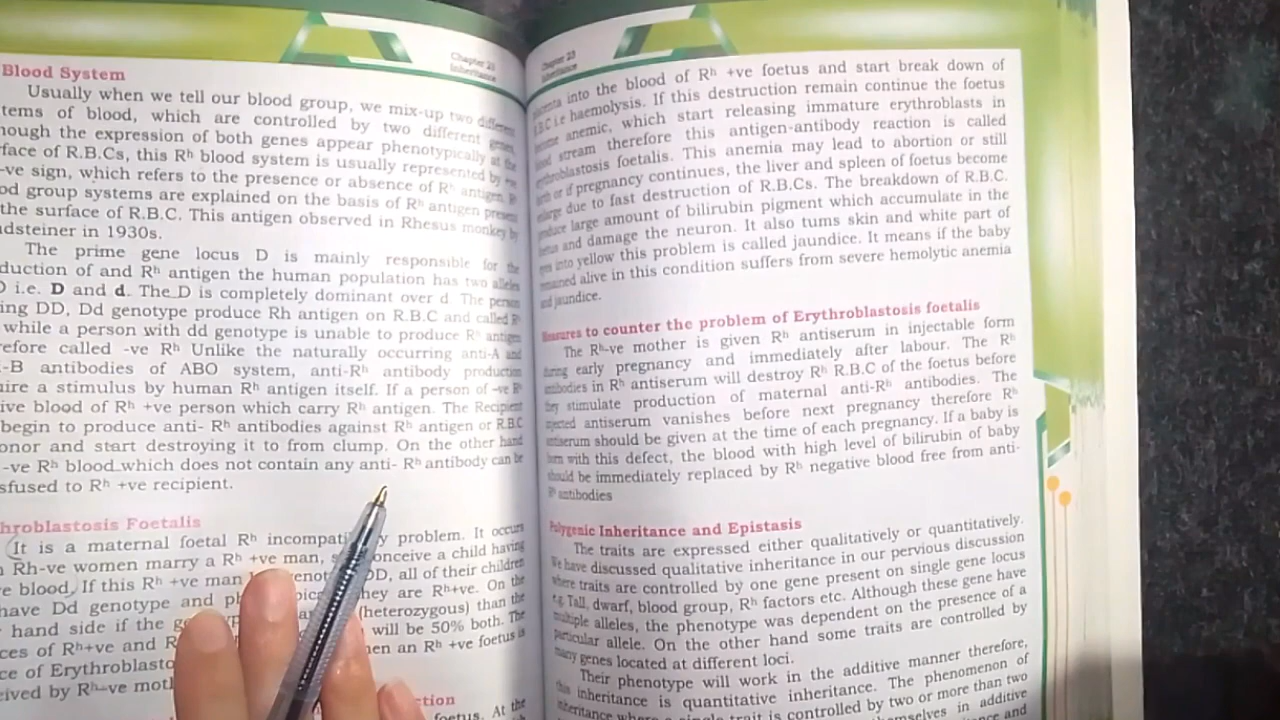 Chapter 23
Inheritance
Blood System
Usually when we tell our blood group, we mix-up two different
tems of blood, which are controlled by two different genes,
hough the expression of both genes appear phenotypically at the
face of R.B.Cs, this Rh blood system is usually represented by +ve
-ve sign, which refers to the presence or absence of Rh antigen.
od group systems are explained on the basis of Rh antigen present
the surface of R.B.C. This antigen observed in Rhesus monkey by
dsteiner in 1930s.
The prime gene locus D is mainly responsible for the
duction of and Rh antigen the human population has two alleles
D i.e. D and d. The D is completely dominant over d. The person
ing DD, Dd genotype produce Rh antigen on R.B.C and called
while a person with dd genotype is unable to produce Rh antigen
refore called -ve Rh Unlike the naturally occurring anti-A and
-B antibodies of ABO system, anti-Rh antibody production
uire a stimulus by human Rh antigen itself. If a person of -ve
ive blood of Rh +ve person which carry Rh antigen. The Recipient
begin to produce anti- Rh antibodies against Rh antigen or R.B.C
onor and start destroying it to from clump. On the other hand
-ve Rh blood which does not contain any anti- Rh antibody can be
sfused to Rh +ve recipient.
hroblastosis Foetalis
It is a maternal foetal Rh problem. It occurs
Rh-ve women marry a Rh +ve man, conceive a child having
e blood. If this Rh +ve man DD, all of their children
have Dd genotype and they are Rh+ve. On the
hand side if the (heterozygous) than the
ces of Rh+ve and will be 50% both. The
ce of an Rh +ve foetus is
eived by Rh-ve
foetus. At the
Chapter 23
Inheritance
into the blood of Rh +ve foetus and start break down of
R.B.C i.e haemolysis. If this destruction remain continue the foetus
become anemic, which start releasing immature erythroblasts in
blood stream therefore this antigen-antibody reaction is called
erythroblastosis foetalis. This anemia may lead to abortion or still
birth or if pregnancy continues, the liver and spleen of foetus become
enlarge due to fast destruction of R.B.Cs. The breakdown of R.B.C.
produce large amount of bilirubin pigment which accumulate in the
foetus and damage the neuron. It also tums skin and white part of
eyes into yellow this problem is called jaundice. It means if the baby
remained alive in this condition suffers from severe hemolytic anemia
and jaundice.
Measures to counter the problem of Erythroblastosis foetalis
The Rh-ve mother is given Rh antiserum in injectable form
during early pregnancy and immediately after labour. The Rh
antibodies in Rh antiserum will destroy Rh R.B.C of the foetus before
they stimulate production of maternal anti-Rh antibodies. The
injected antiserum vanishes before next pregnancy therefore Rh
antiserum should be given at the time of each pregnancy. If a baby is
born with this defect, the blood with high level of bilirubin of baby
should be immediately replaced by Rh negative blood free from anti-
Rh antibodies
Polygenic Inheritance and Epistasis
The traits are expressed either qualitatively or quantitatively.
We have discussed qualitative inheritance in our pervious discussion
where traits are controlled by one gene present on single gene locus
e.g. Tall, dwarf, blood group, Rh factors etc. Although these gene have
multiple alleles, the phenotype was dependent on the presence of a
particular allele. On the other hand some traits are controlled by
many genes located at different loci.
Their phenotype will work in the additive manner therefore,
this inheritance is quantitative inheritance. The phenomenon of
inheritance where a single trait is controlled by two or more than two
in additive
and